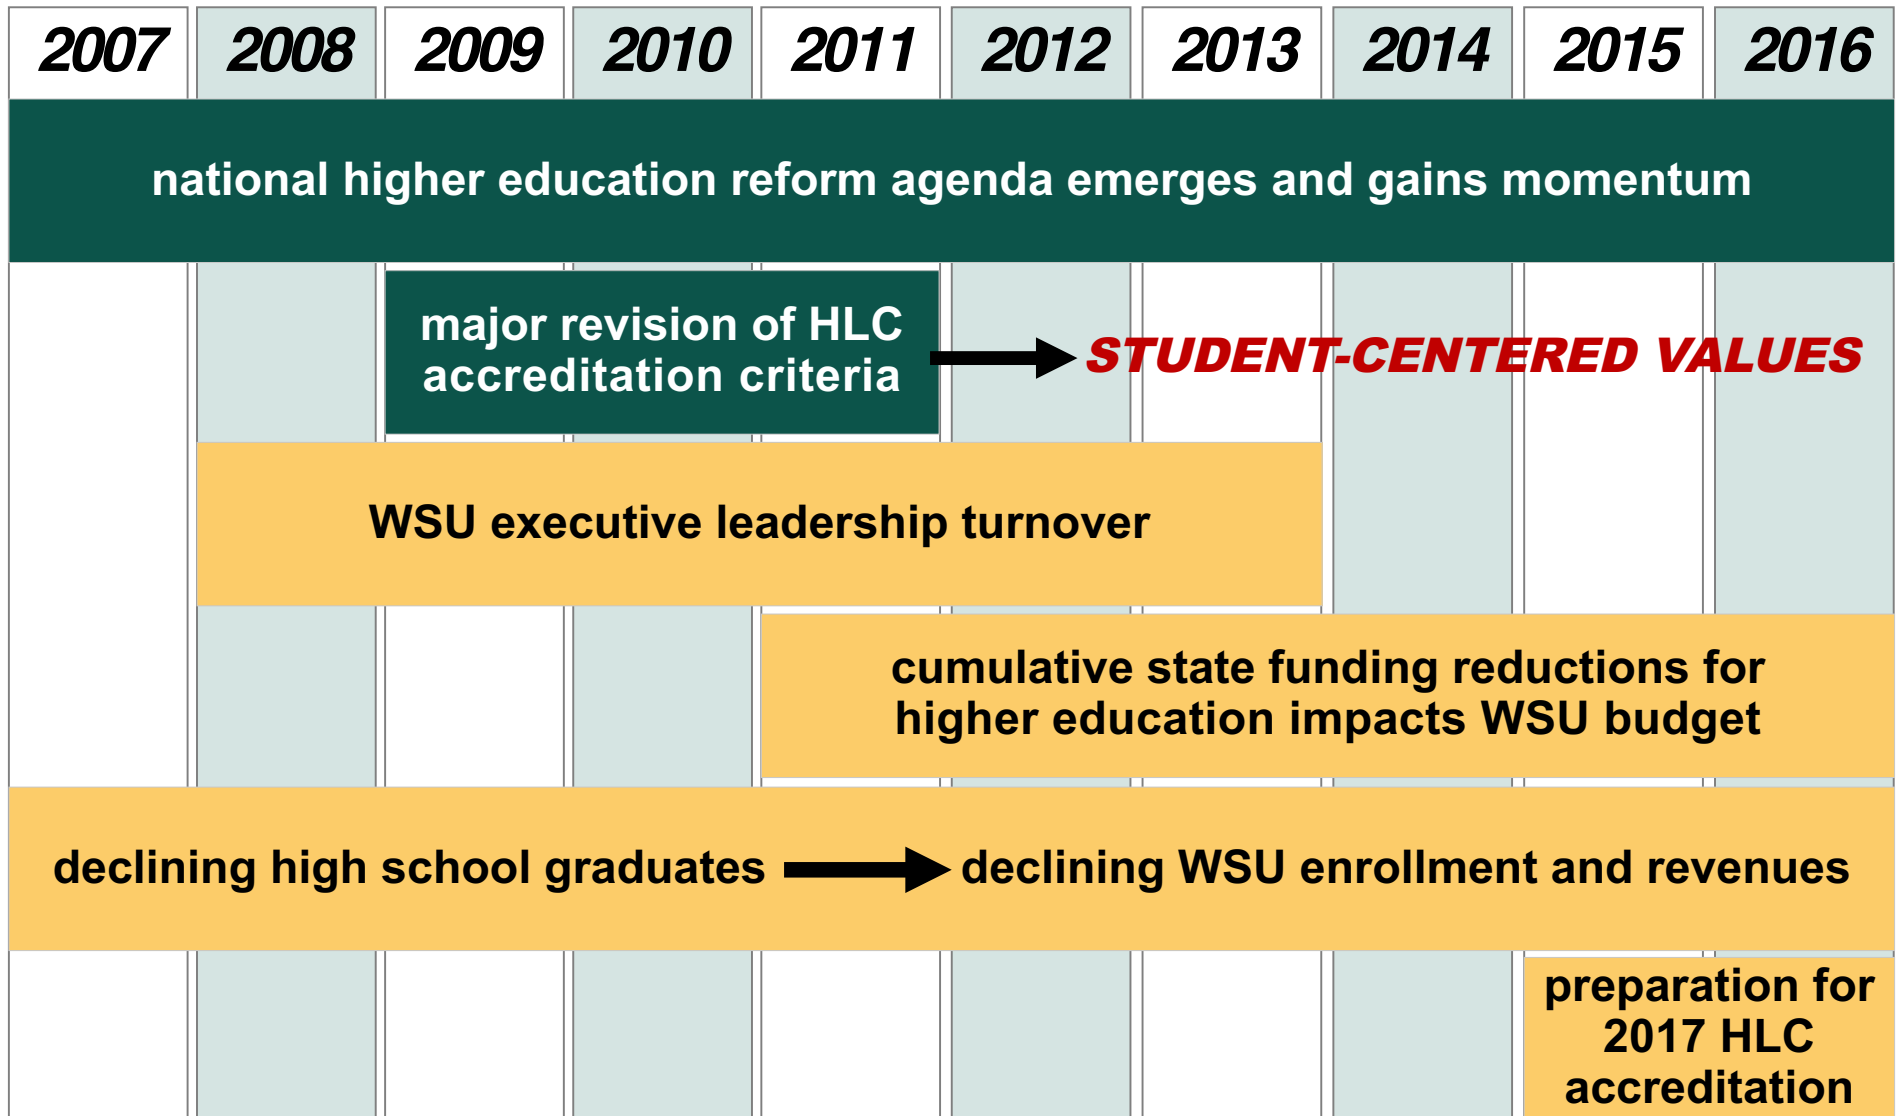 2007 2008 2009 2010 2011 2012 2013 2014 2015 2016
national higher education reform agenda emerges and gains momentum
major revision of HLC
accreditation criteria
STUDENT-CENTERED VALUES
WSU executive leadership turnover
cumulative state funding reductions for
higher education impacts WSU budget
declining high school graduates
declining WSU enrollment and revenues
preparation for
2017 HLC
accreditation